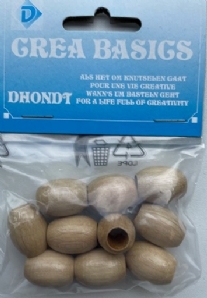 D
CREA BASICS
ALS HET OM KNUTSELEN GAAT
POUR UNE VIE CREATIVE
DHONDT
WENN'S UM BASTELN GEHT
FOR A LIFE FULL OF CREATIVITY